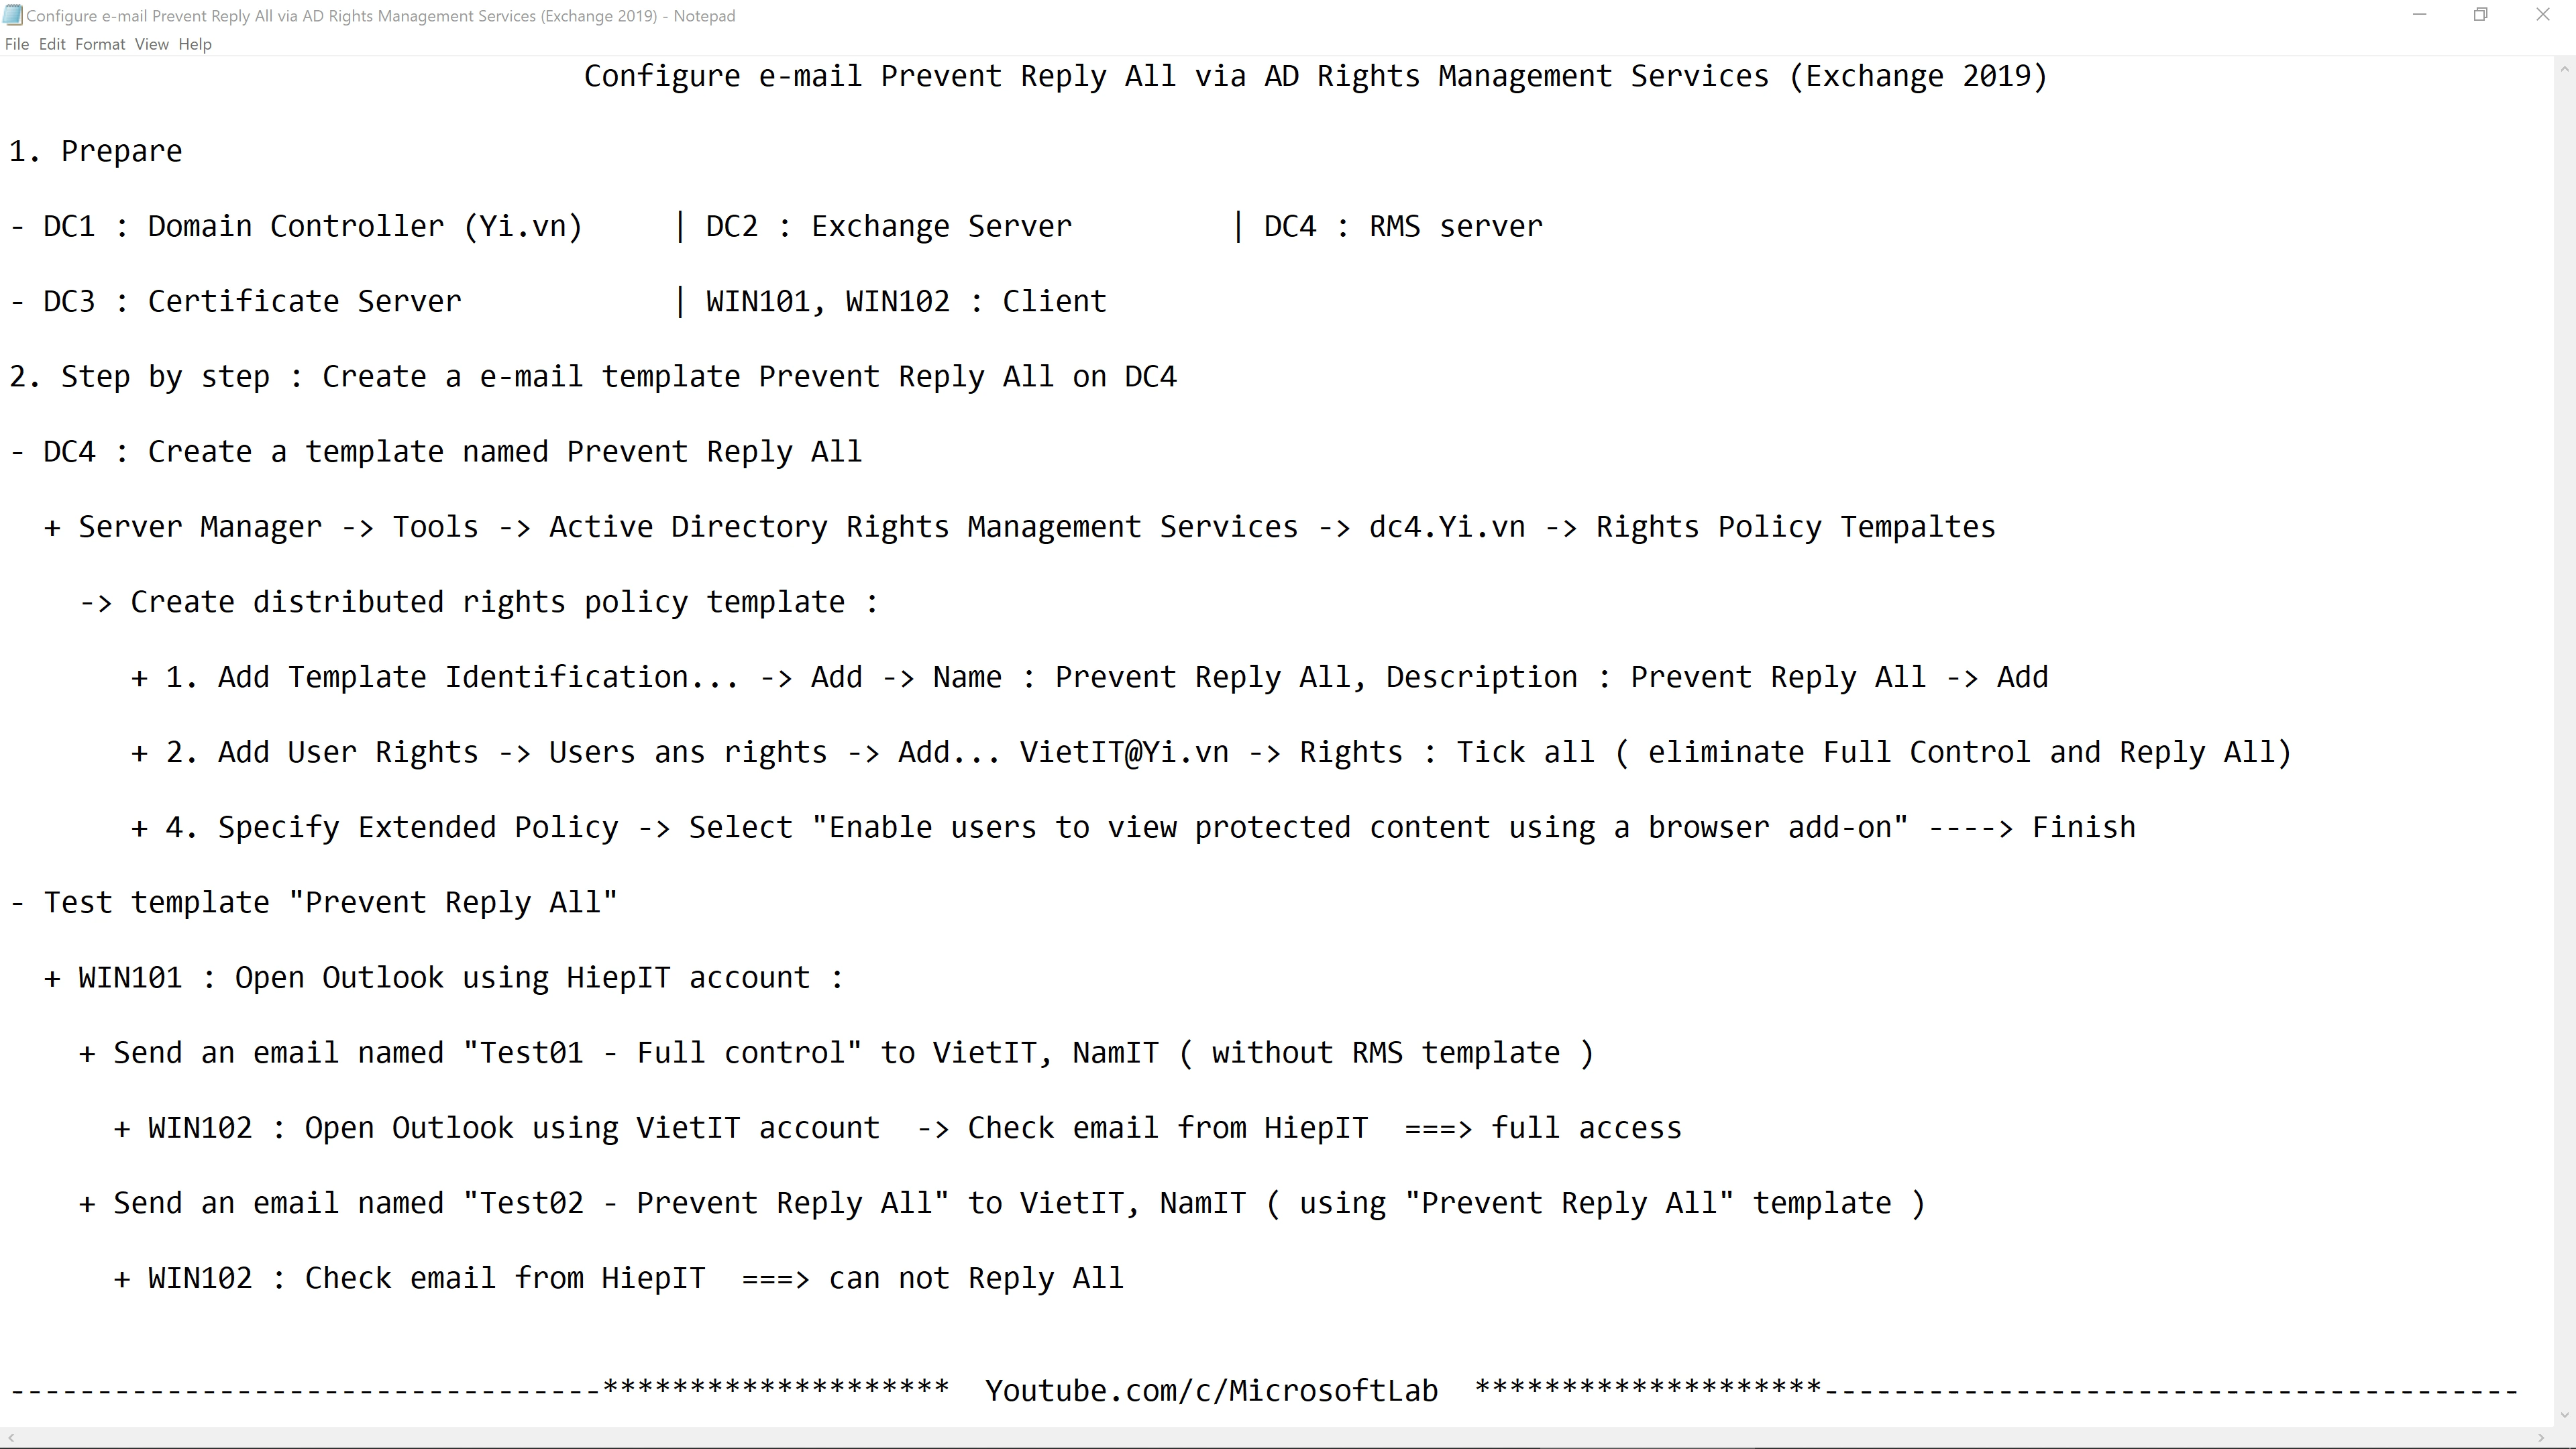 Configure e-mail Prevent Reply All via AD Rights Management Services (Exchange 2019) - Notepad
File Edit Format View Help
Configure e-mail Prevent Reply All via AD Rights Management Services (Exchange 2019)
1. Prepare
- DC1 : Domain Controller (Yi.vn) | DC2 : Exchange Server | DC4 : RMS server
- DC3 : Certificate Server | WIN101, WIN102 : Client
2. Step by step : Create a e-mail template Prevent Reply All on DC4
- DC4 : Create a template named Prevent Reply All
+ Server Manager -> Tools -> Active Directory Rights Management Services -> dc4.Yi.vn -> Rights Policy Tempaltes
-> Create distributed rights policy template :
+ 1. Add Template Identification... -> Add -> Name : Prevent Reply All, Description : Prevent Reply All -> Add
+ 2. Add User Rights -> Users ans rights -> Add... VietIT@Yi.vn -> Rights : Tick all ( eliminate Full Control and Reply All)
+ 4. Specify Extended Policy -> Select "Enable users to view protected content using a browser add-on" ----> Finish
- Test template "Prevent Reply All"
+ WIN101 : Open Outlook using HiepIT account :
+ Send an email named "Test01 - Full control" to VietIT, NamIT ( without RMS template )
+ WIN102 : Open Outlook using VietIT account -> Check email from HiepIT ===> full access
+ Send an email named "Test02 - Prevent Reply All" to VietIT, NamIT ( using "Prevent Reply All" template )
+ WIN102 : Check email from HiepIT ===> can not Reply All
----------------------------------******************** Youtube.com/c/MicrosoftLab ********************----------------------------------------